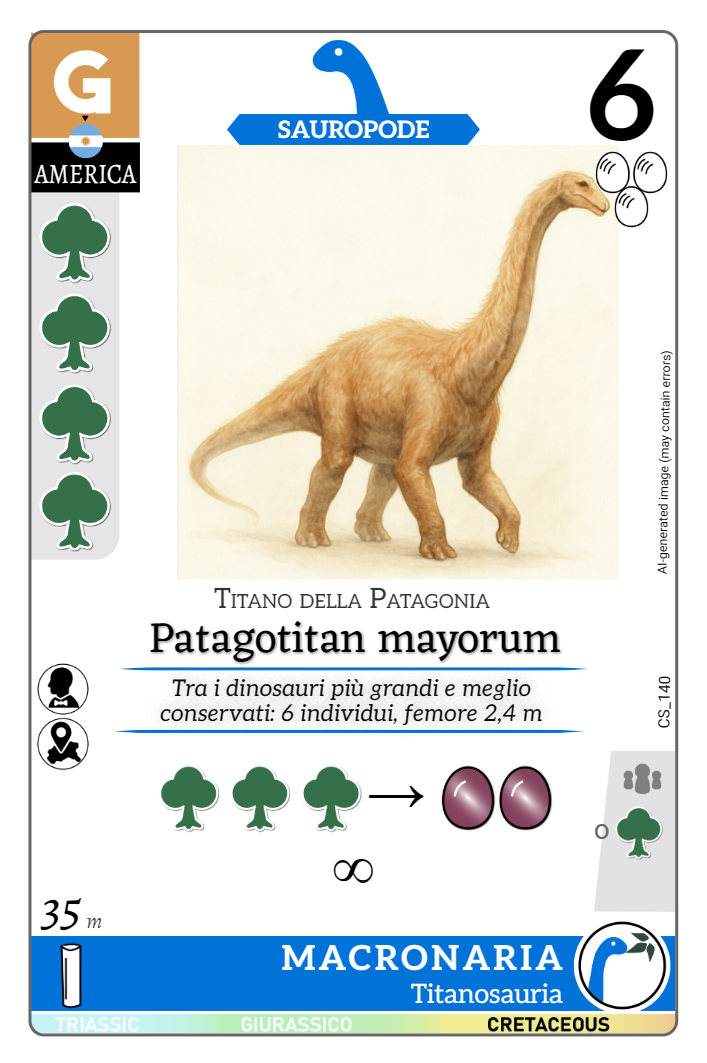 G
AMERICA
SAUROPODE
6
AI-generated image (may contain errors)
TITANO DELLA PATAGONIA
Patagotitan mayorum
Tra i dinosauri più grandi e meglio
conservati: 6 individui, femore 2,4 m
CS_140
→
o
∞
35 m
MACRONARIA
Titanosauria
TRIASSIC GIURASSICO CRETACEOUS